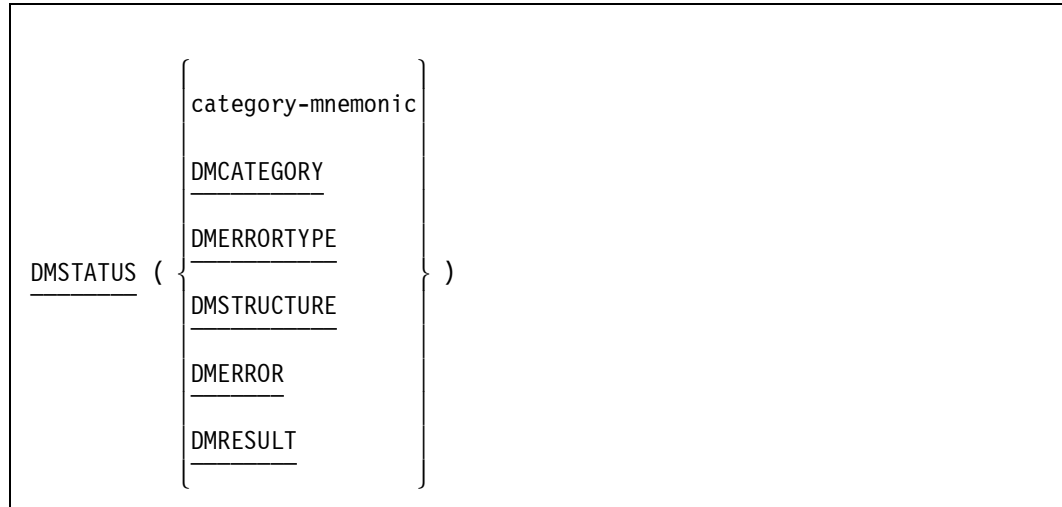 category-mnemonic
DMCATEGORY
DMERRORTYPE
DMSTATUS ( { } )
DMSTRUCTURE
DMERROR
DMRESULT